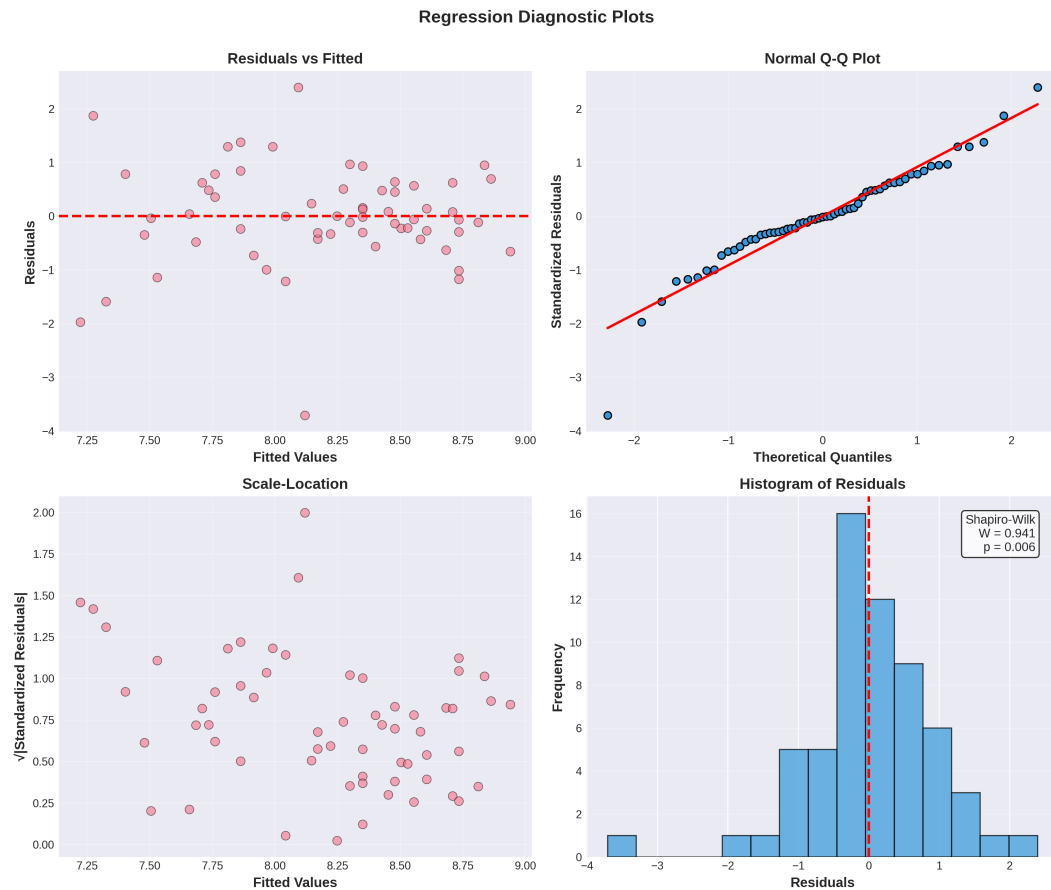 Regression Diagnostic Plots
Residuals vs Fitted
Residuals
2
1
0
−1
−2
−3
−4
7.25 7.50 7.75 8.00 8.25 8.50 8.75 9.00
Fitted Values
Normal Q-Q Plot
Standardized Residuals
2
1
0
−1
−2
−3
−4
−2 −1 0 1 2
Theoretical Quantiles
Scale-Location
√|Standardized Residuals|
2.00
1.75
1.50
1.25
1.00
0.75
0.50
0.25
0.00
7.25 7.50 7.75 8.00 8.25 8.50 8.75 9.00
Fitted Values
Histogram of Residuals
Frequency
16
14
12
10
8
6
4
2
0
Shapiro-Wilk
W = 0.941
p = 0.006
−4 −3 −2 −1 0 1 2
Residuals